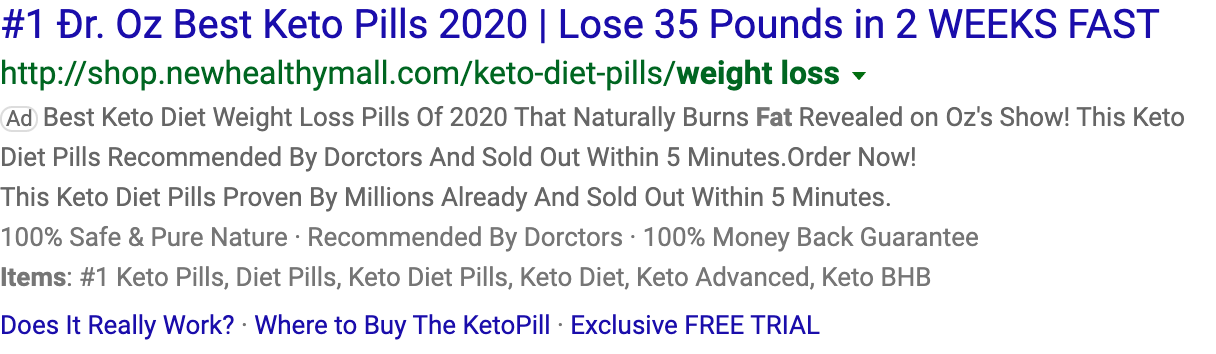 #1 Đr. Oz Best Keto Pills 2020 | Lose 35 Pounds in 2 WEEKS FAST
http://shop.newhealthymall.com/keto-diet-pills/weight loss
Ad Best Keto Diet Weight Loss Pills Of 2020 That Naturally Burns Fat Revealed on Oz's Show! This Keto
Diet Pills Recommended By Dorctors And Sold Out Within 5 Minutes.Order Now!
This Keto Diet Pills Proven By Millions Already And Sold Out Within 5 Minutes.
100% Safe & Pure Nature · Recommended By Dorctors · 100% Money Back Guarantee
Items: #1 Keto Pills, Diet Pills, Keto Diet Pills, Keto Diet, Keto Advanced, Keto BHB
Does It Really Work? · Where to Buy The KetoPill · Exclusive FREE TRIAL